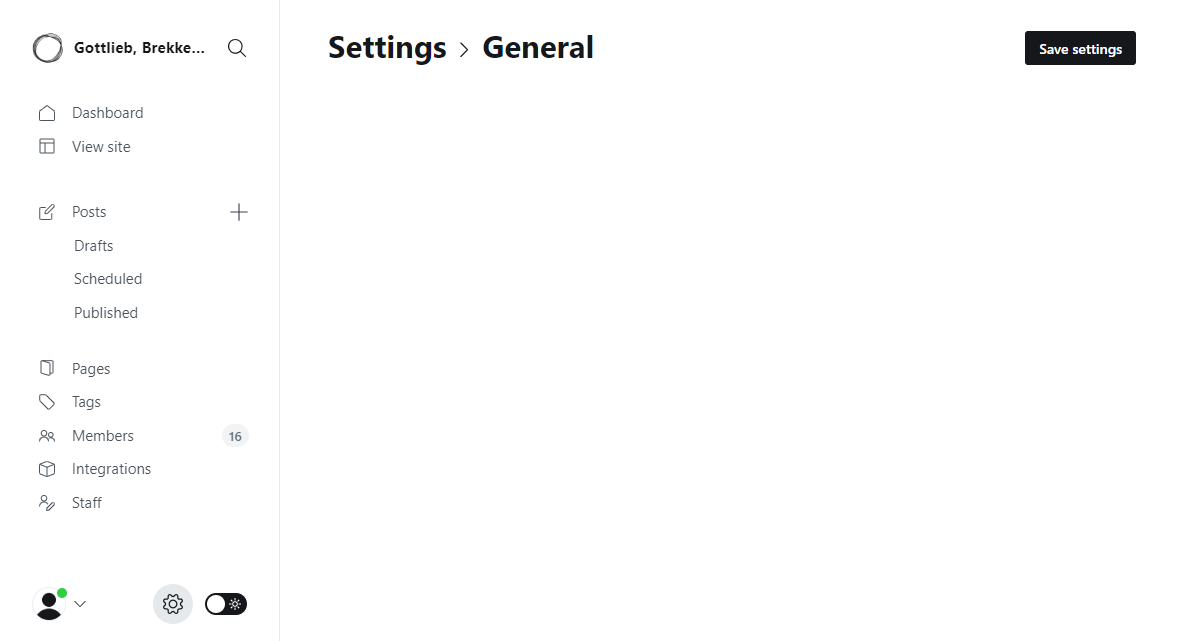 Gottlieb, Brekke...
Settings > General
Save settings
Dashboard
View site
Posts
Drafts
Scheduled
Published
Pages
Tags
Members 16
Integrations
Staff